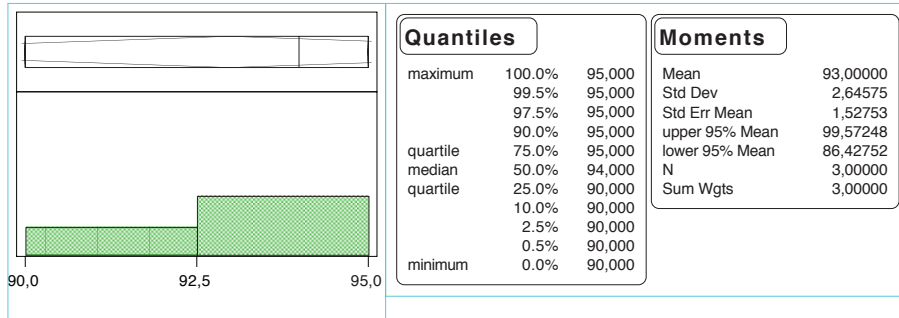 90,0 92,5 95,0
Quantiles
maximum 100.0% 95,000
99.5% 95,000
97.5% 95,000
90.0% 95,000
quartile 75.0% 95,000
median 50.0% 94,000
quartile 25.0% 90,000
10.0% 90,000
2.5% 90,000
0.5% 90,000
minimum 0.0% 90,000
Moments
Mean 93,00000
Std Dev 2,64575
Std Err Mean 1,52753
upper 95% Mean 99,57248
lower 95% Mean 86,42752
N 3,00000
Sum Wgts 3,00000